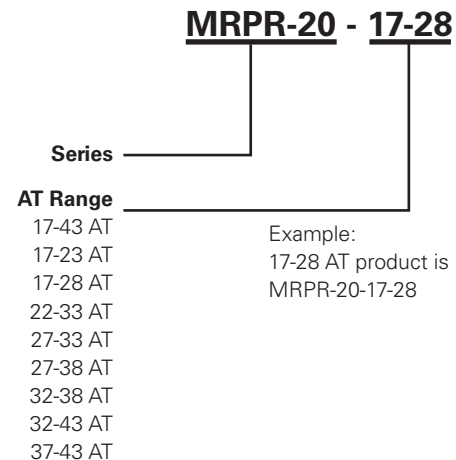 MRPR-20 - 17-28
Series
AT Range
17-43 AT
17-23 AT
17-28 AT
22-33 AT
27-33 AT
27-38 AT
32-38 AT
32-43 AT
37-43 AT
Example:
17-28 AT product is
MRPR-20-17-28